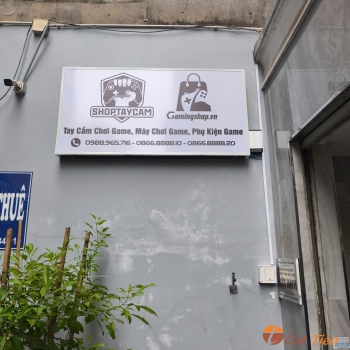 SHOPTAYCAM
Gamingshop.vn
Tay Cầm Chơi Game, Máy Chơi Game, Phụ Kiện Game
0988.965.716 - 0866.8888.10 - 0866.8888.20
THUÊ